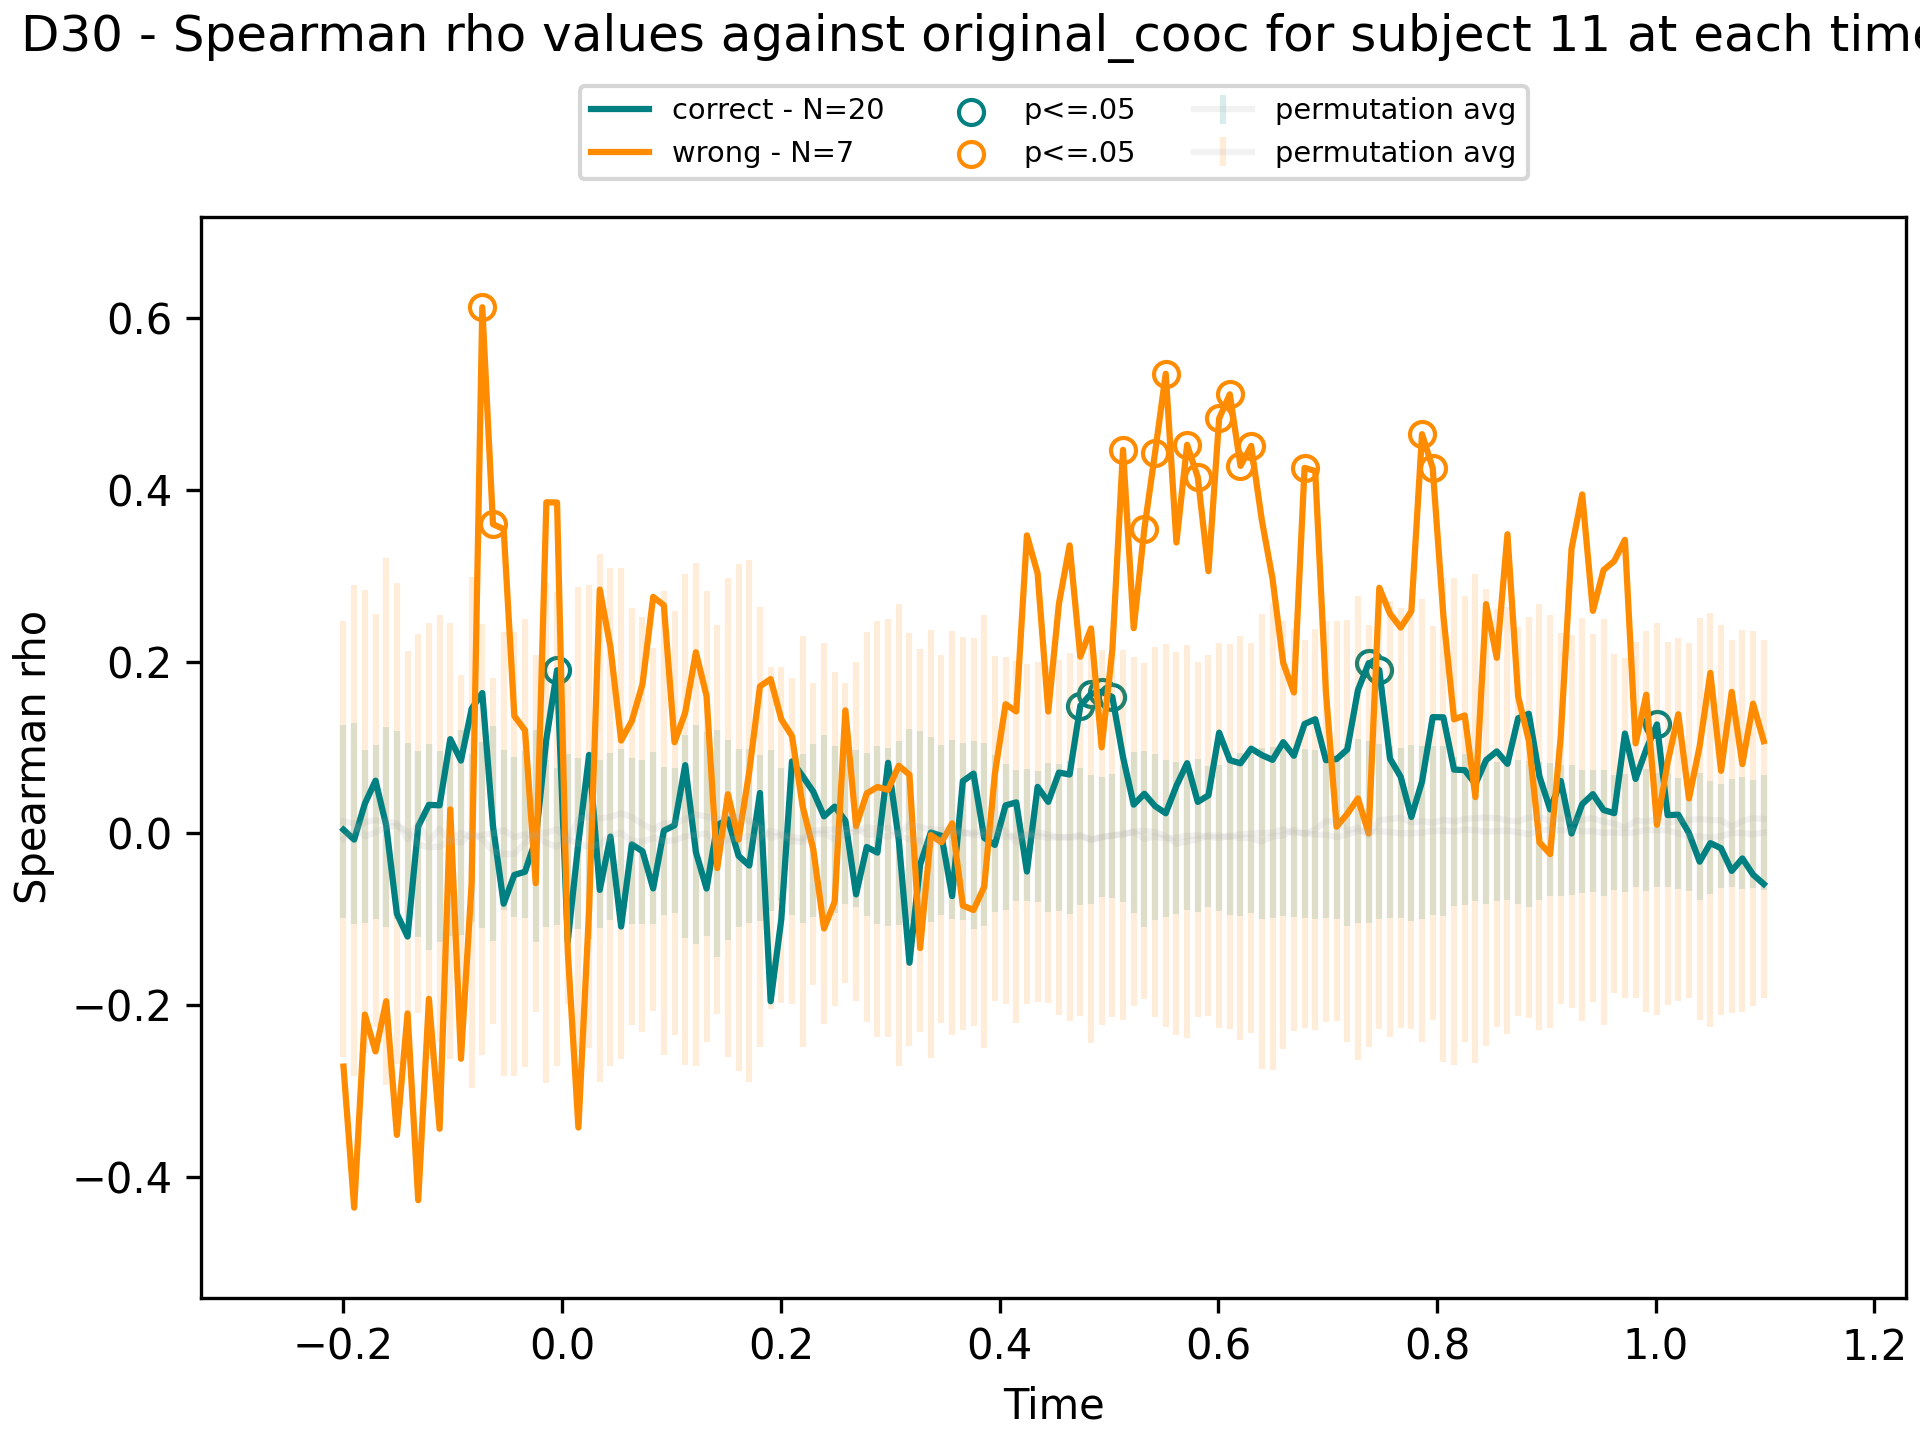 D30 - Spearman rho values against original_cooc for subject 11 at each time
correct - N=20
wrong - N=7
p<=.05
p<=.05
permutation avg
permutation avg
Spearman rho
0.6
0.4
0.2
0.0
−0.2
−0.4
−0.2 0.0 0.2 0.4 0.6 0.8 1.0 1.2
Time